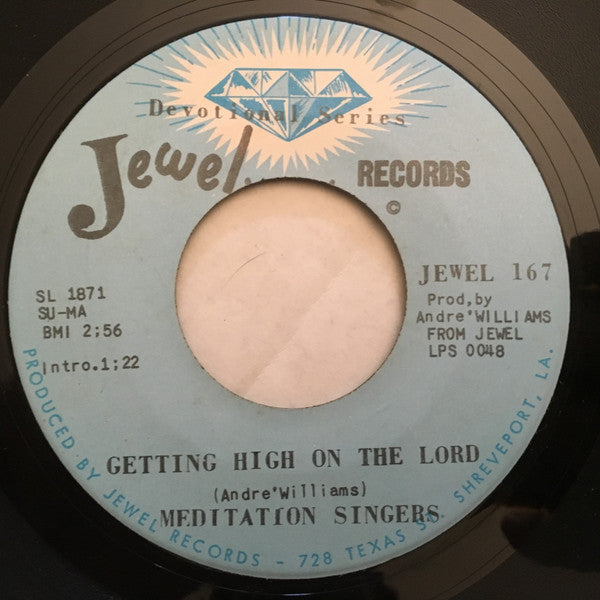 Devotional Series
Jewel...... RECORDS
©
SL 1871
SU-MA
BMI 2;56
Intro.1;22
JEWEL 167
Prod,by
Andre'WILLIAMS
FROM JEWEL
LPS 0048
GETTING HIGH ON THE LORD
(Andre'Williams)
MEDITATION SINGERS
PRODUCED BY JEWEL RECORDS - 728 TEXAS ST. SHREVEPORT, LA.